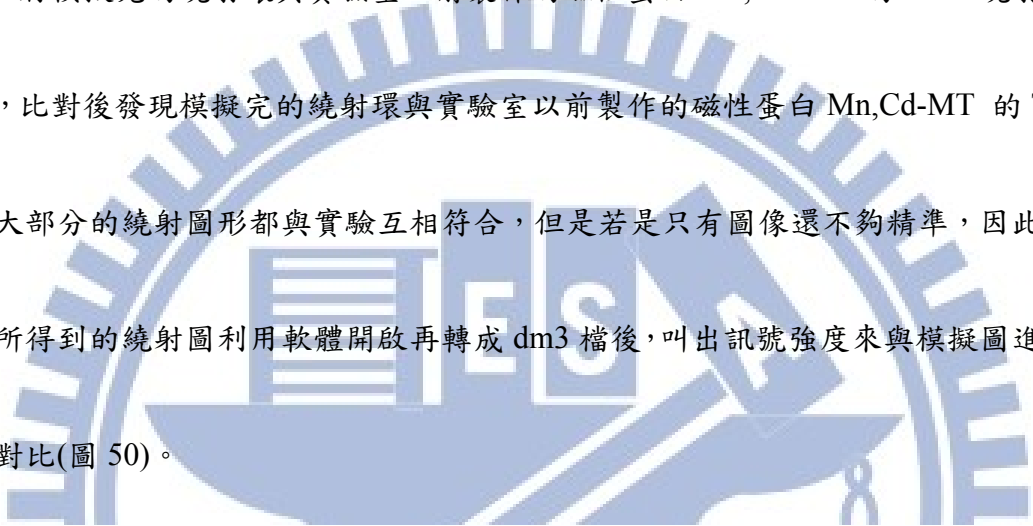 ，比對後發現模擬完的繞射環與實驗室以前製作的磁性蛋白 Mn,Cd-MT 的
大部分的繞射圖形都與實驗互相符合，但是若是只有圖像還不夠精準，因此
所得到的繞射圖利用軟體開啟再轉成 dm3 檔後，叫出訊號強度來與模擬圖進
對比(圖 50)。
E S A
8